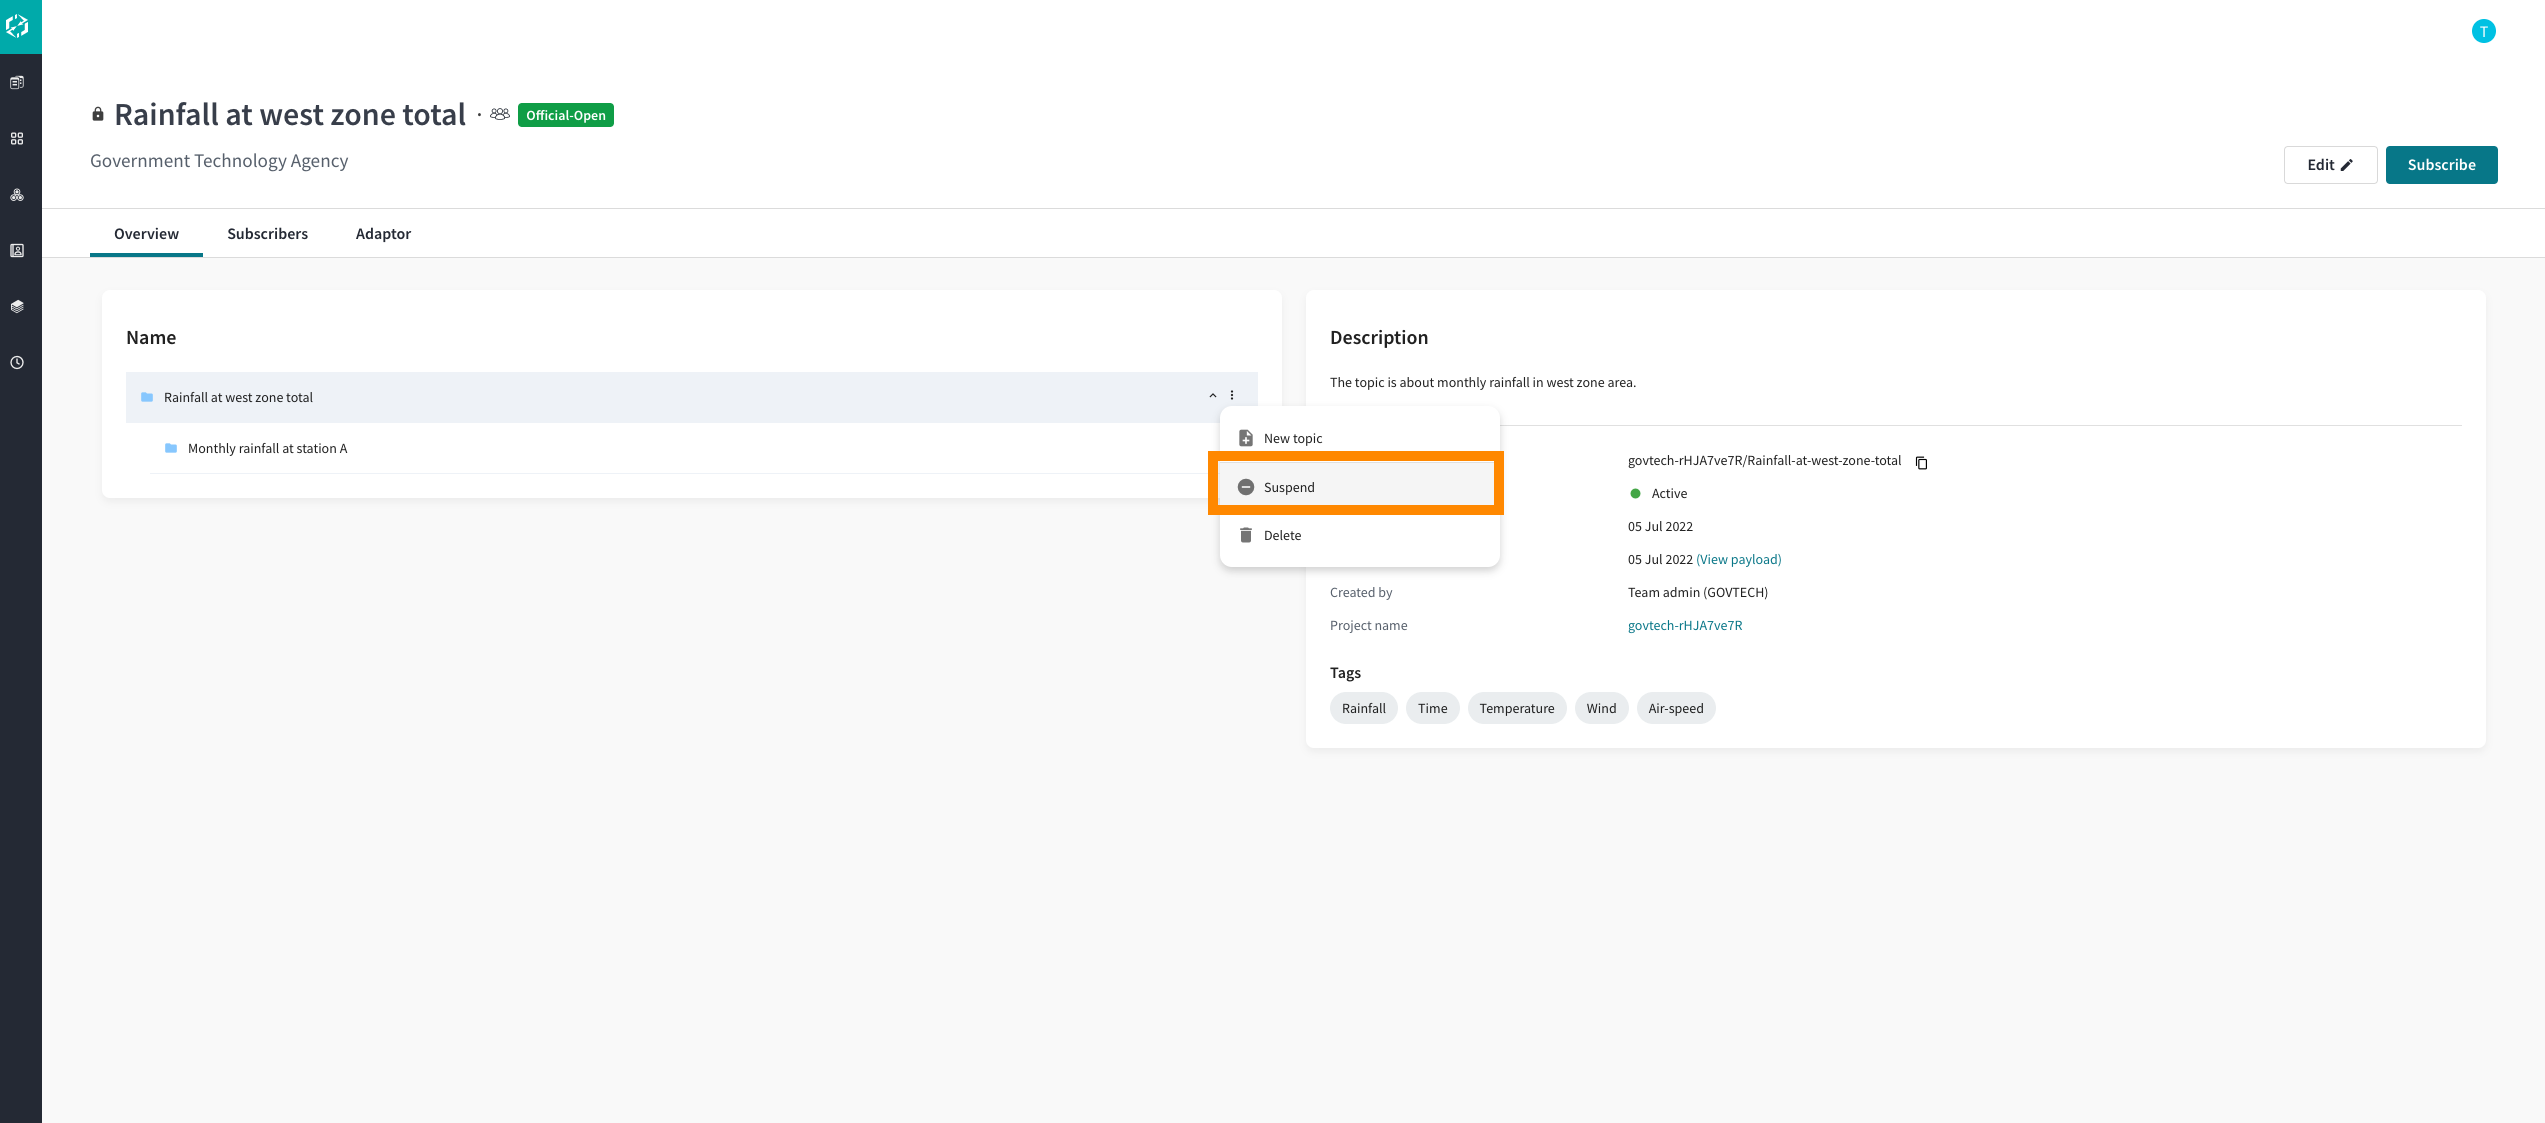 T
Rainfall at west zone total · Official-Open
Government Technology Agency
Edit
Subscribe
Overview Subscribers Adaptor
Name
Rainfall at west zone total
Monthly rainfall at station A
New topic
Suspend
Delete
Description
The topic is about monthly rainfall in west zone area.
govtech-rHJA7ve7R/Rainfall-at-west-zone-total
Active
05 Jul 2022
05 Jul 2022 (View payload)
Created by Team admin (GOVTECH)
Project name govtech-rHJA7ve7R
Tags
Rainfall Time Temperature Wind Air-speed